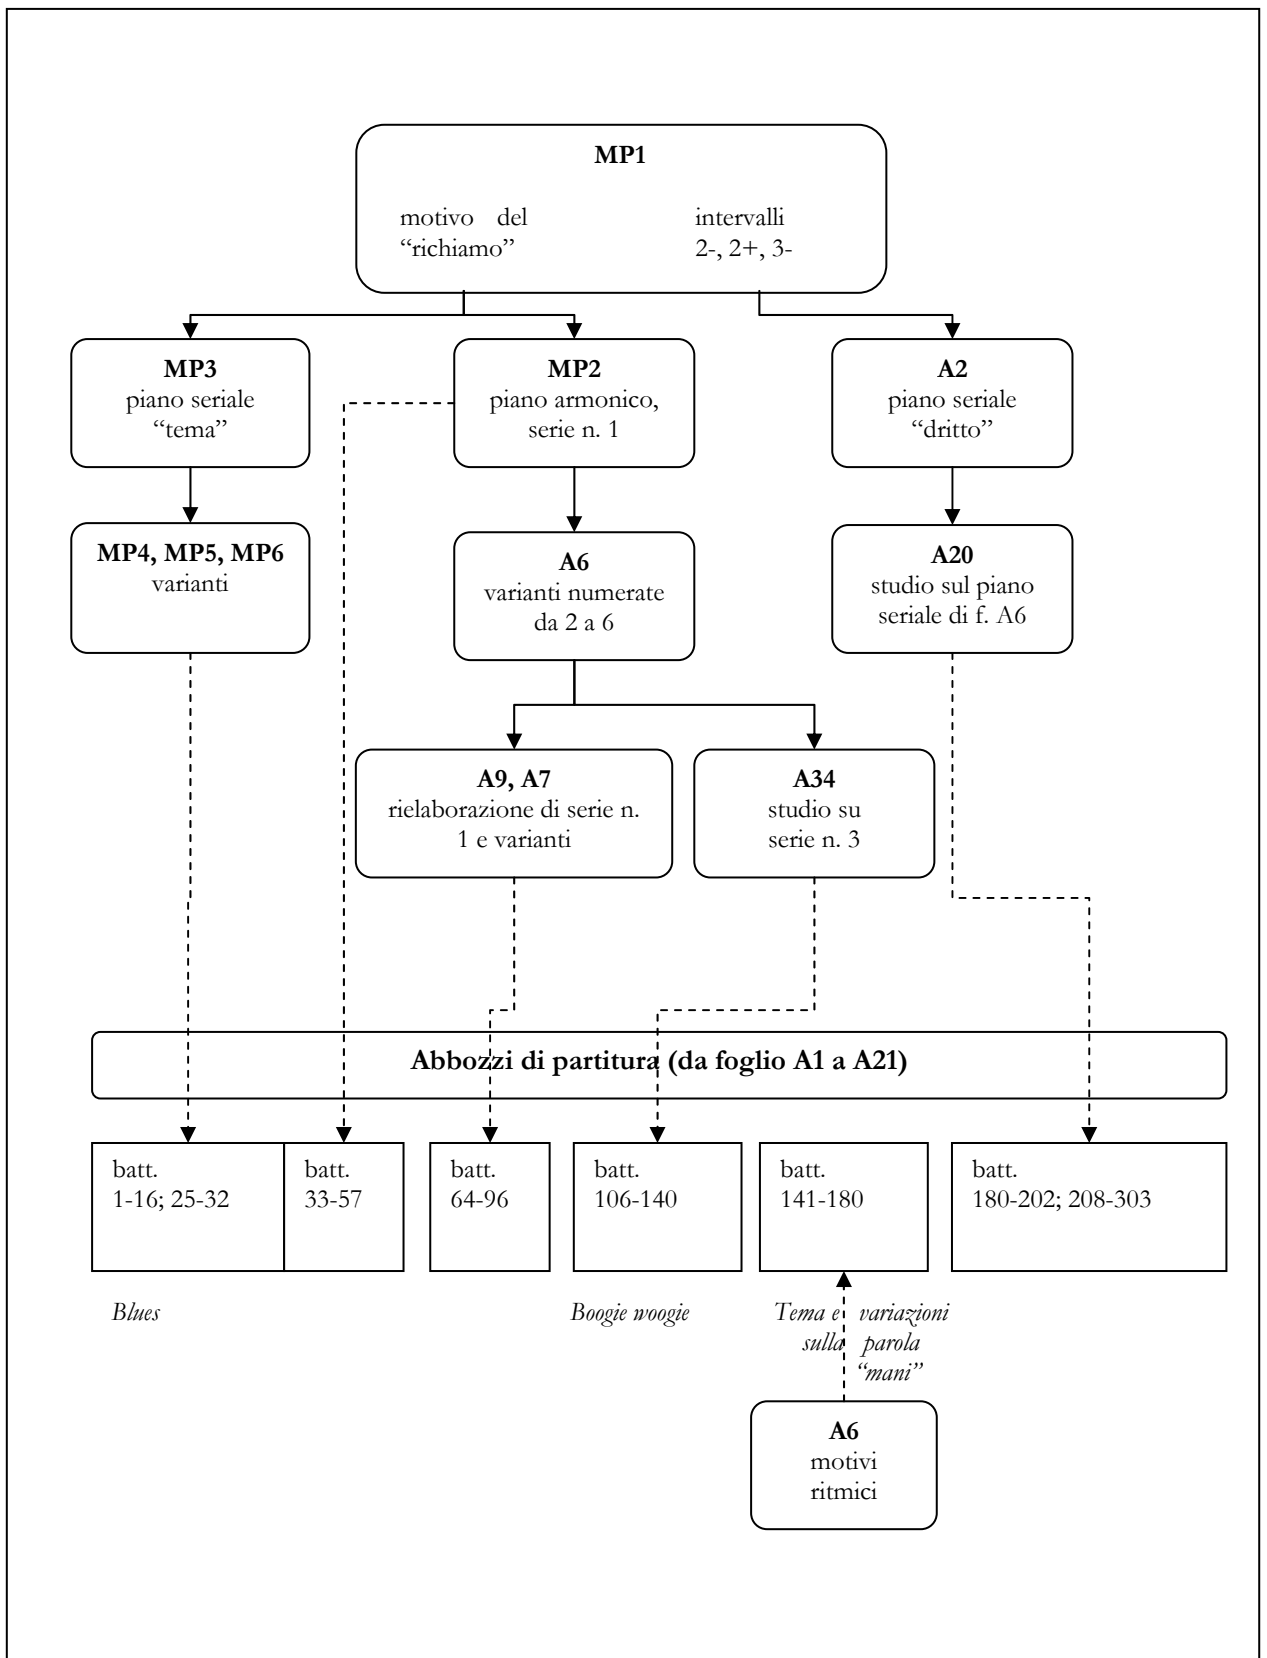 MP1
motivo del
“richiamo”
intervalli
2-, 2+, 3-
MP3
piano seriale
“tema”
MP2
piano armonico,
serie n. 1
A2
piano seriale
“dritto”
MP4, MP5, MP6
varianti
A6
varianti numerate
da 2 a 6
A20
studio sul piano
seriale di f. A6
A9, A7
rielaborazione di serie n.
1 e varianti
A34
studio su
serie n. 3
Abbozzi di partitura (da foglio A1 a A21)
batt.
1-16; 25-32
batt.
33-57
batt.
64-96
batt.
106-140
batt.
141-180
batt.
180-202; 208-303
Blues
Boogie woogie
Tema e variazioni
sulla parola
“mani”
A6
motivi
ritmici